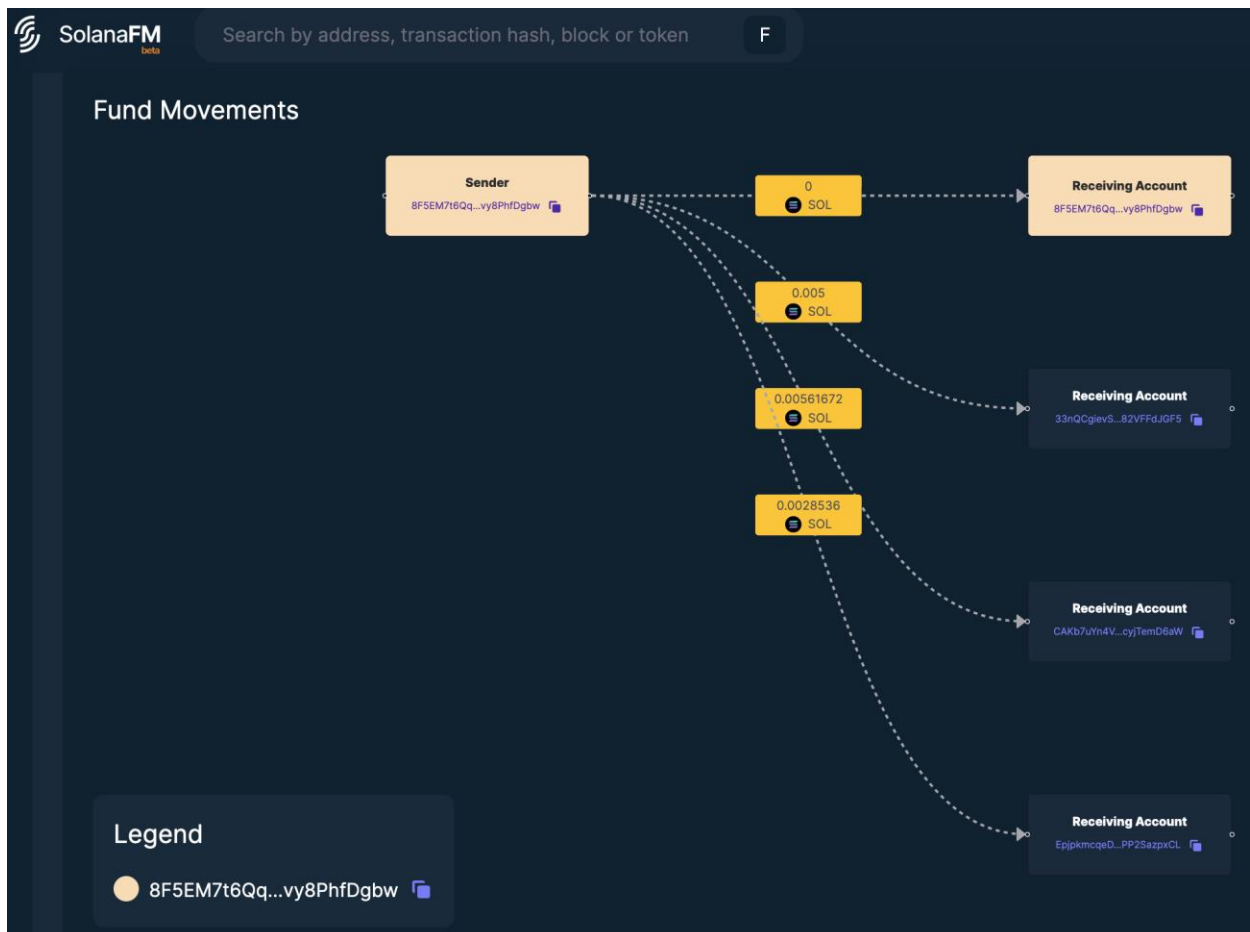 SolanaFM
beta
Search by address, transaction hash, block or token
F
Fund Movements
Sender
8F5EM7t6Qq...vy8PhfDgbw
0
SOL
Receiving Account
8F5EM7t6Qq...vy8PhfDgbw
0.005
SOL
0.00561672
SOL
Receiving Account
33nQCgievS...82VFFdJGF5
0.0028536
SOL
Receiving Account
CAKb7uYn4V...cyjTemD6aW
Receiving Account
EpjpkmcqeD...PP2SazpxCL
Legend
8F5EM7t6Qq...vy8PhfDgbw